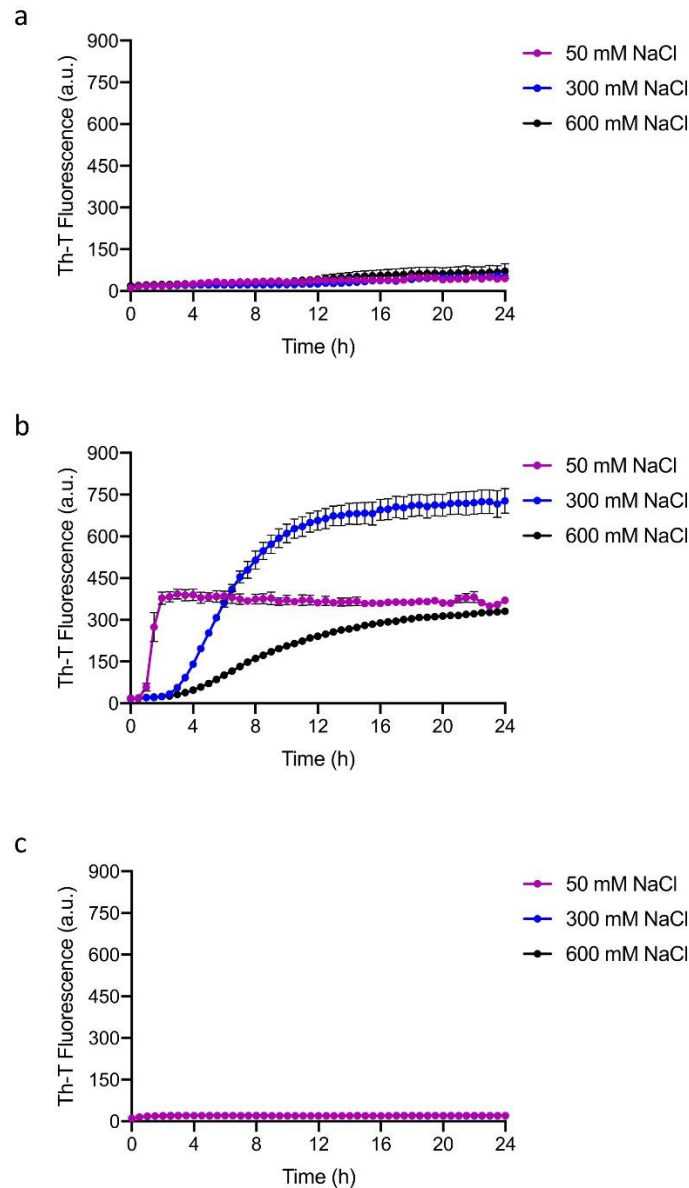 a
900
750
600
450
300
150
0
Th-T Fluorescence (a.u.)
0 4 8 12 16 20 24
Time (h)
50 mM NaCl
300 mM NaCl
600 mM NaCl
b
900
750
600
450
300
150
0
Th-T Fluorescence (a.u.)
0 4 8 12 16 20 24
Time (h)
50 mM NaCl
300 mM NaCl
600 mM NaCl
c
900
750
600
450
300
150
0
Th-T Fluorescence (a.u.)
0 4 8 12 16 20 24
Time (h)
50 mM NaCl
300 mM NaCl
600 mM NaCl